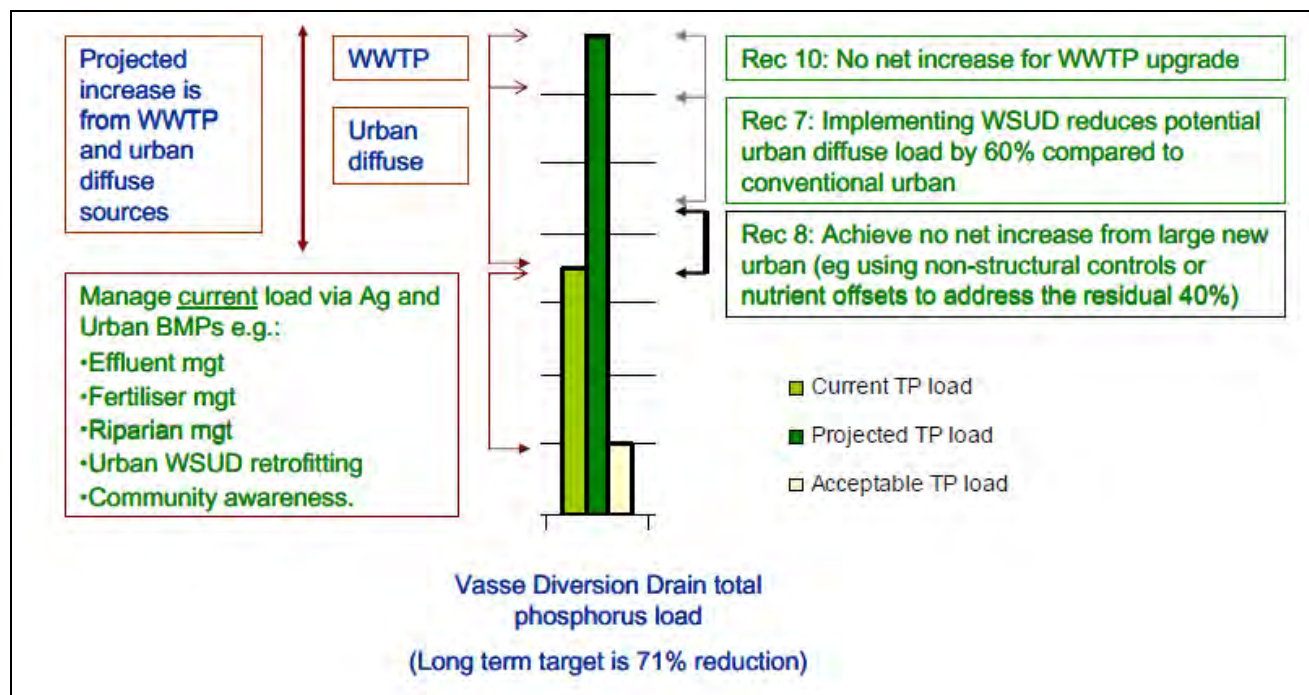 Projected
increase is
from WWTP
and urban
diffuse
sources
WWTP
Urban
diffuse
Manage current load via Ag and
Urban BMPs e.g.:
•Effluent mgt
•Fertiliser mgt
•Riparian mgt
•Urban WSUD retrofitting
•Community awareness.
Rec 10: No net increase for WWTP upgrade
Rec 7: Implementing WSUD reduces potential
urban diffuse load by 60% compared to
conventional urban
Rec 8: Achieve no net increase from large new
urban (eg using non-structural controls or
nutrient offsets to address the residual 40%)
Current TP load
Projected TP load
Acceptable TP load
Vasse Diversion Drain total
phosphorus load
(Long term target is 71% reduction)